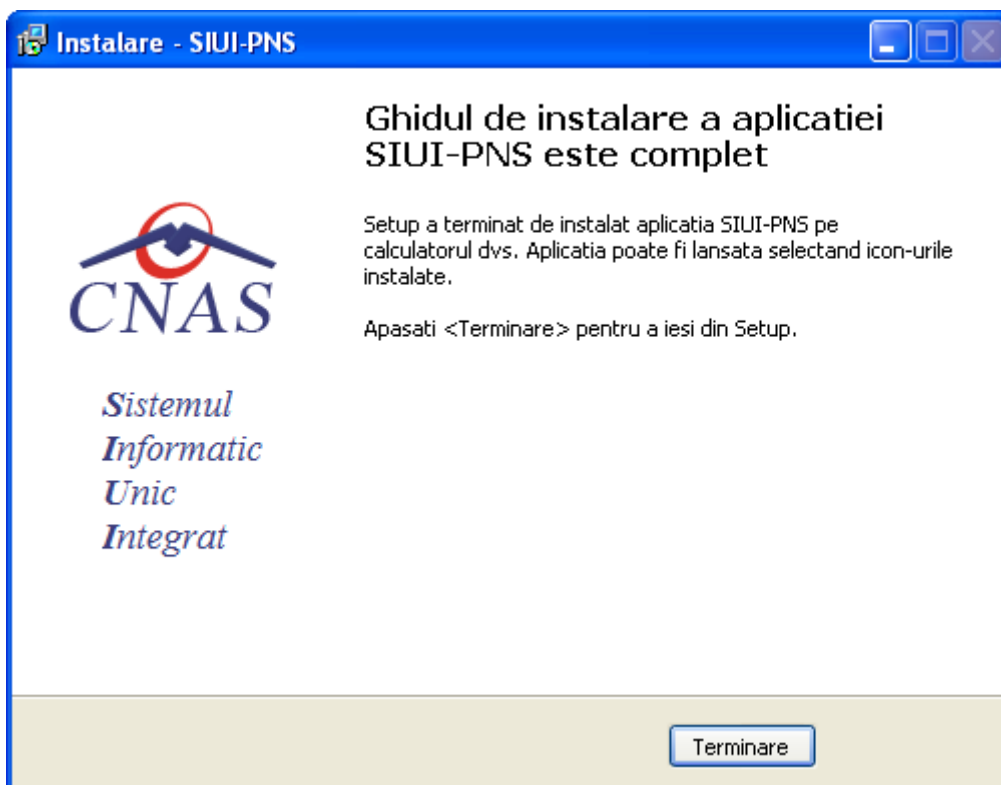 Instalare - SIUI-PNS
Ghidul de instalare a aplicatiei
SIUI-PNS este complet
Setup a terminat de instalat aplicatia SIUI-PNS pe
calculatorul dvs. Aplicatia poate fi lansata selectand icon-urile
instalate.
Apasati <Terminare> pentru a iesi din Setup.
CNAS
Sistemul
Informatic
Unic
Integrat
Terminare